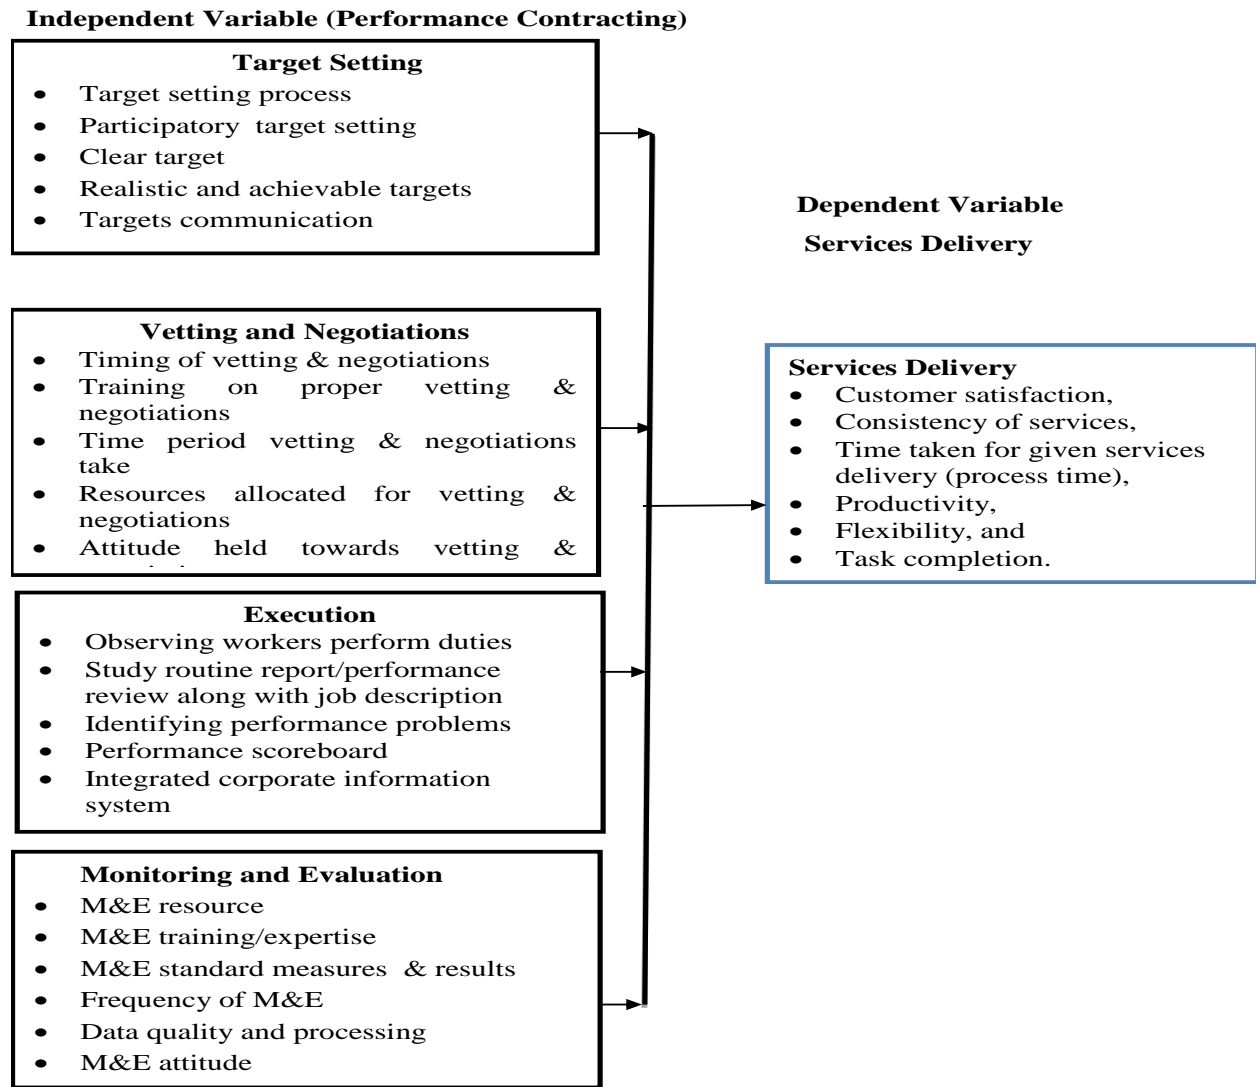 Independent Variable (Performance Contracting)
Target Setting
• Target setting process
• Participatory target setting
• Clear target
• Realistic and achievable targets
• Targets communication
Dependent Variable
Services Delivery
Vetting and Negotiations
• Timing of vetting & negotiations
• Training on proper vetting &
negotiations
• Time period vetting & negotiations
take
• Resources allocated for vetting &
negotiations
• Attitude held towards vetting &
Services Delivery
• Customer satisfaction,
• Consistency of services,
• Time taken for given services
delivery (process time),
• Productivity,
• Flexibility, and
• Task completion.
Execution
• Observing workers perform duties
• Study routine report/performance
review along with job description
• Identifying performance problems
• Performance scoreboard
• Integrated corporate information
system
Monitoring and Evaluation
• M&E resource
• M&E training/expertise
• M&E standard measures & results
• Frequency of M&E
• Data quality and processing
• M&E attitude